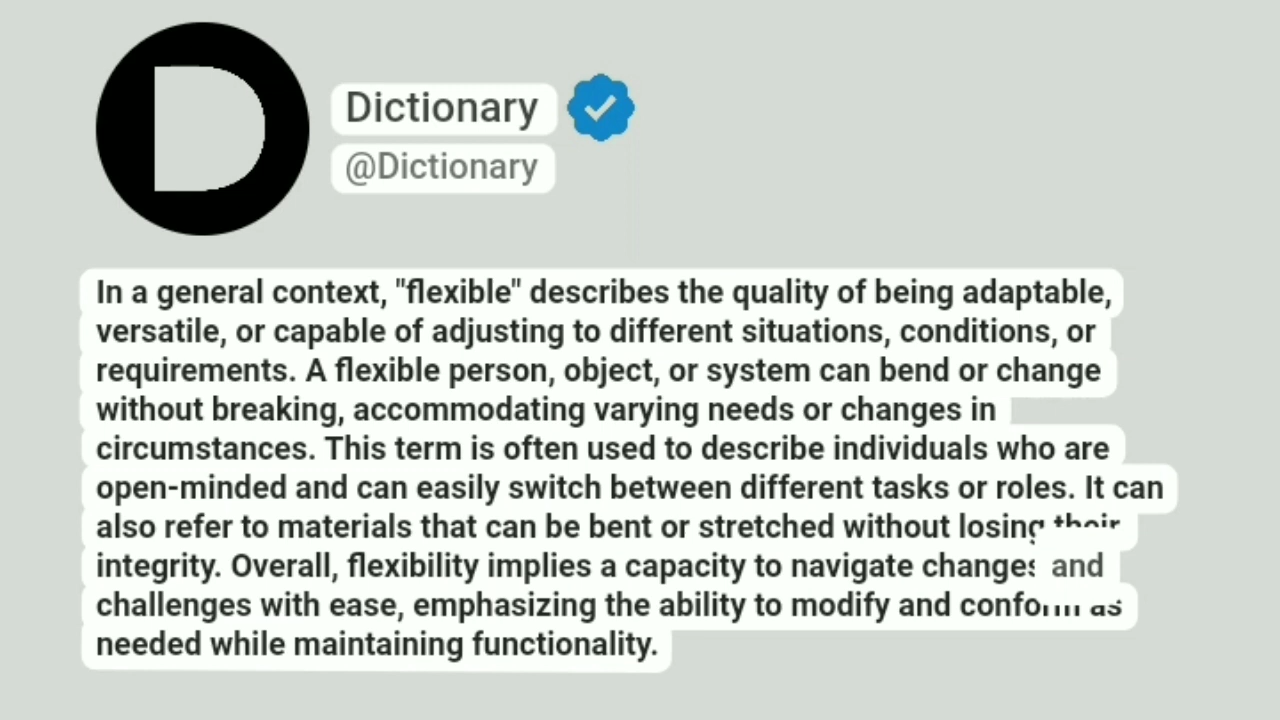 D
Dictionary
@Dictionary
In a general context, "flexible" describes the quality of being adaptable,
versatile, or capable of adjusting to different situations, conditions, or
requirements. A flexible person, object, or system can bend or change
without breaking, accommodating varying needs or changes in
circumstances. This term is often used to describe individuals who are
open-minded and can easily switch between different tasks or roles. It can
also refer to materials that can be bent or stretched without losing their
integrity. Overall, flexibility implies a capacity to navigate changes and
challenges with ease, emphasizing the ability to modify and conform as
needed while maintaining functionality.